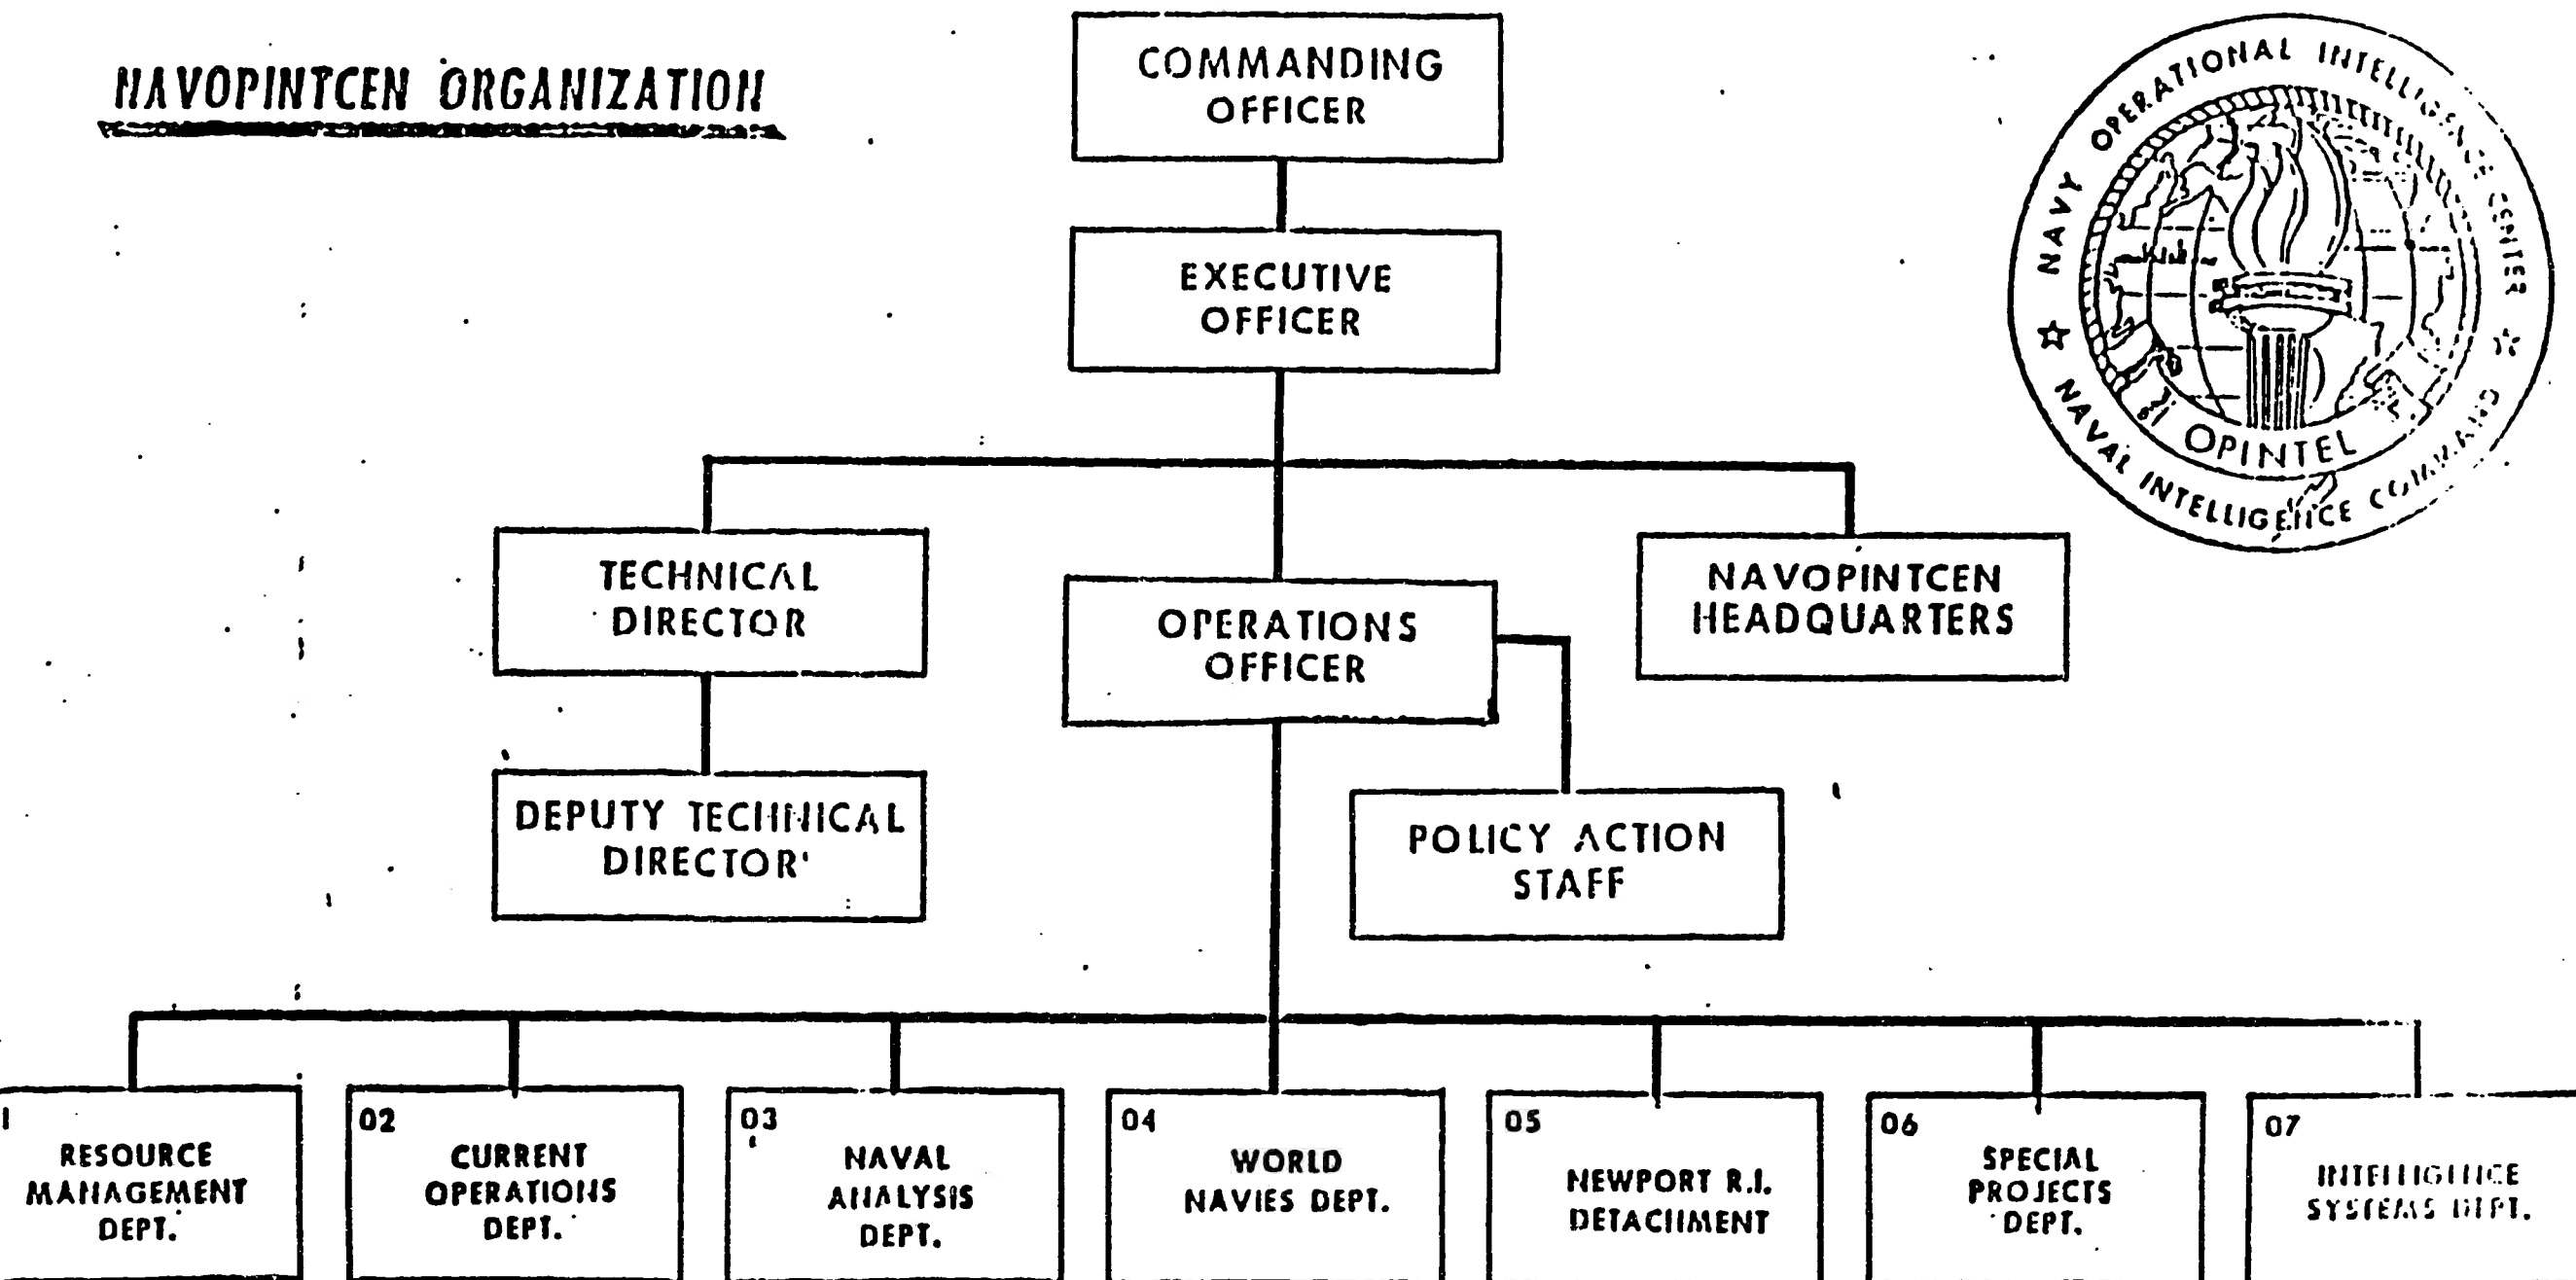 NAVOPINTCEN ORGANIZATION
COMMANDING
OFFICER
NAVY OPERATIONAL INTELLIGENCE CENTER
NAVAL INTELLIGENCE COMMAND
OPINTEL
EXECUTIVE
OFFICER
TECHNICAL
DIRECTOR
OPERATIONS
OFFICER
NAVOPINTCEN
HEADQUARTERS
DEPUTY TECHNICAL
DIRECTOR
POLICY ACTION
STAFF
1
RESOURCE
MANAGEMENT
DEPT.
02
CURRENT
OPERATIONS
DEPT.
03
NAVAL
ANALYSIS
DEPT.
04
WORLD
NAVIES DEPT.
05
NEWPORT R.I.
DETACHMENT
06
SPECIAL
PROJECTS
DEPT.
07
INTELLIGENCE
SYSTEMS DEPT.